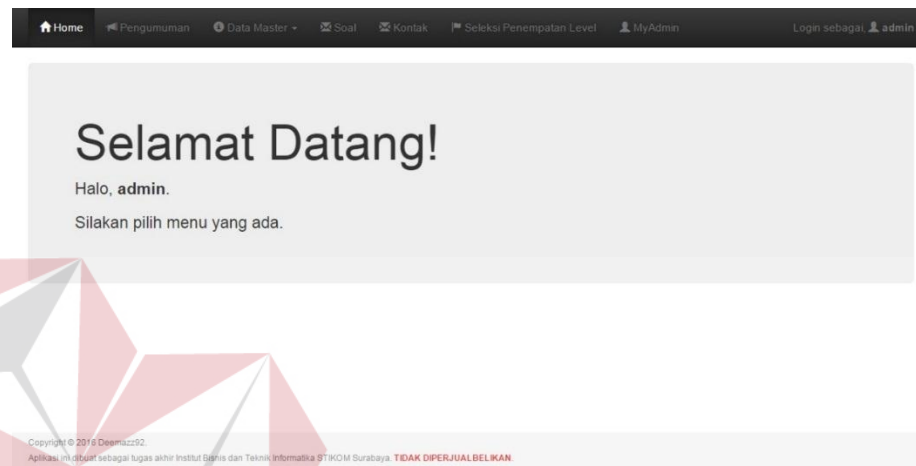 Home Pengumuman Data Master Soal Kontak Seleksi Penempatan Level MyAdmin Login sebagai, admin
Selamat Datang!
Halo, admin.
Silakan pilih menu yang ada.
Copyright © 2016 Deemazz92.
Aplikasi ini dibuat sebagai tugas akhir Institut Bisnis dan Teknik Informatika STIKOM Surabaya. TIDAK DIPERJUALBELIKAN.